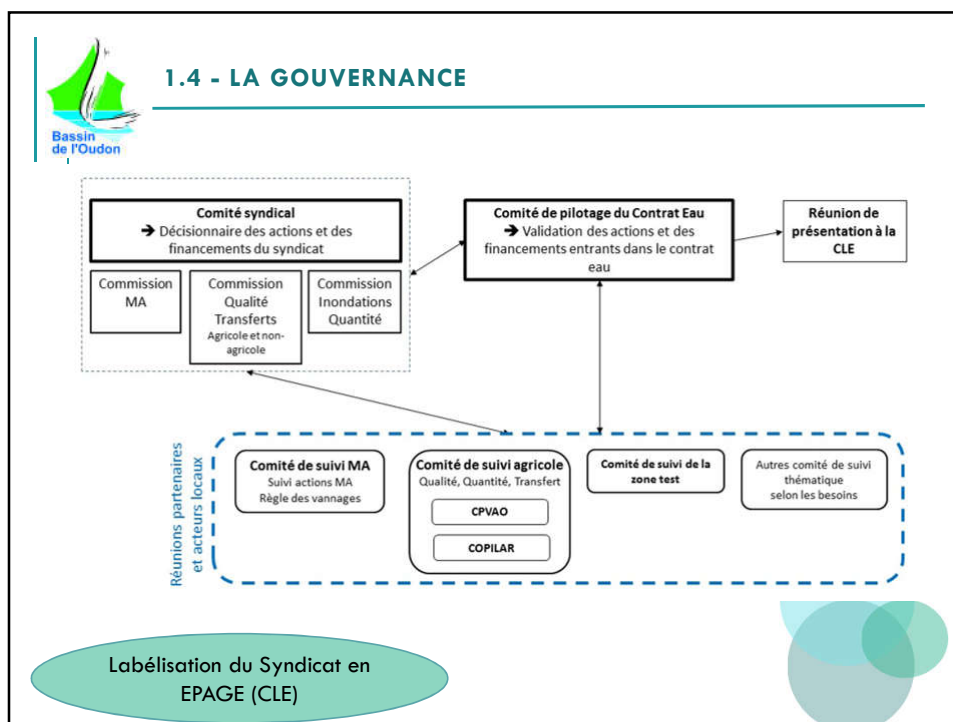 1.4 - LA GOUVERNANCE
Bassin
de l'Oudon
Comité syndical
➔ Décisionnaire des actions et des
financements du syndicat
Commission
MA
Commission
Qualité
Transferts
Agricole et non-
agricole
Commission
Inondations
Quantité
Comité de pilotage du Contrat Eau
➔ Validation des actions et des
financements entrants dans le contrat
eau
Réunion de
présentation à la
CLE
Réunions partenaires
et acteurs locaux
Comité de suivi MA
Suivi actions MA
Règle des vannages
Comité de suivi agricole
Qualité, Quantité, Transfert
CPVAO
COPILAR
Comité de suivi de la
zone test
Autres comité de suivi
thématique
selon les besoins
Labélisation du Syndicat en
EPAGE (CLE)